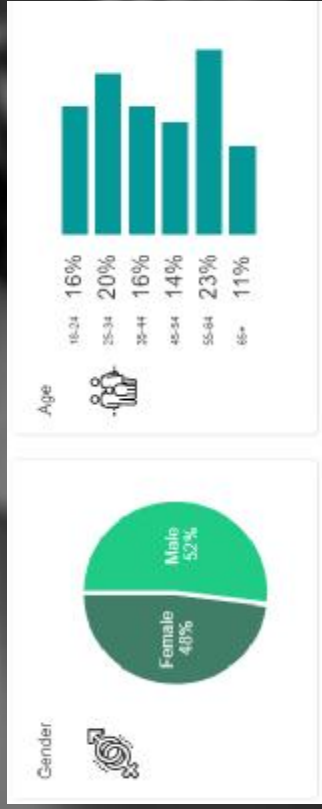 Gender
Female
48%
Male
52%
Age
18-24 16%
25-34 20%
35-44 16%
45-54 14%
55-64 23%
65+ 11%